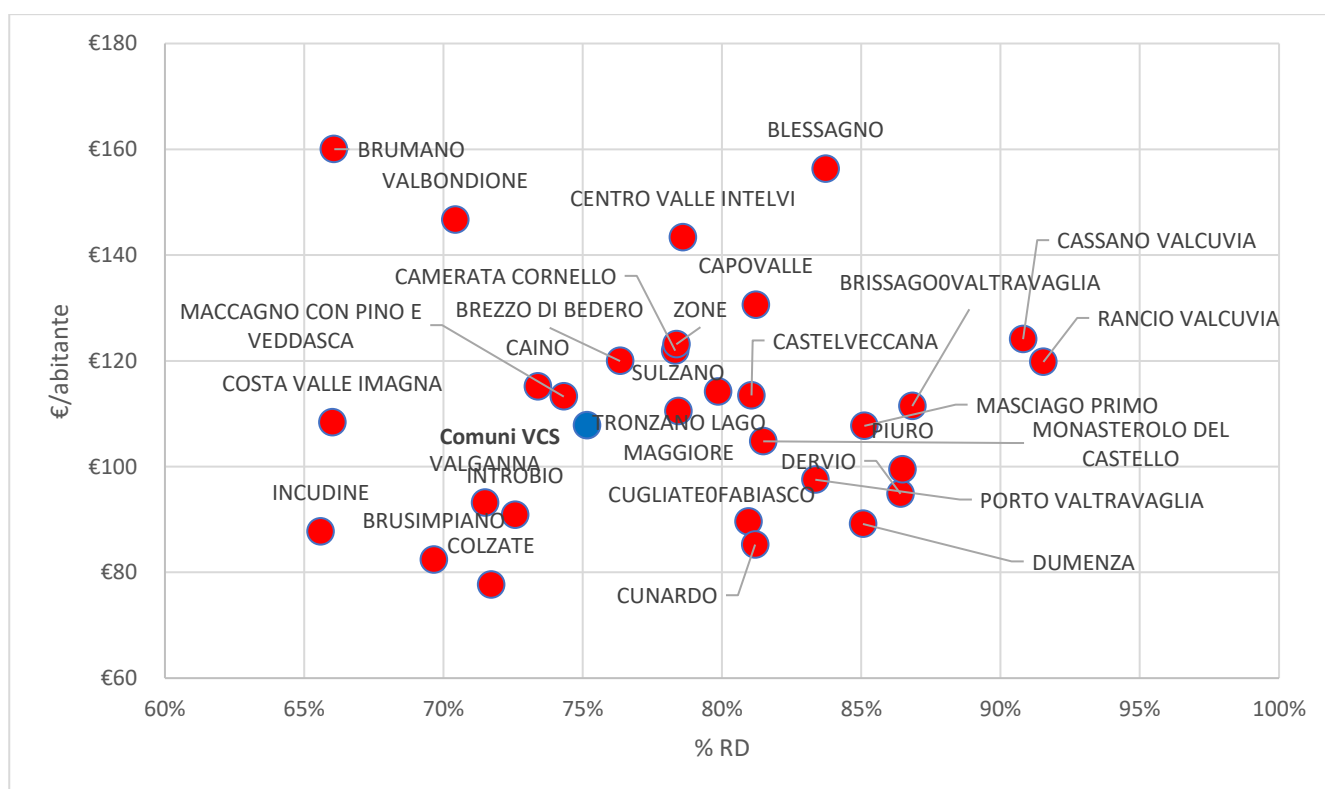 €180
€160
€140
€120
€100
€80
€60
€/abitante
BLESSAGNO
BRUMANO
VALBONDIONE
CENTRO VALLE INTELVI
CASSANO VALCUVIA
CAPOVALLE
CAMERATA CORNELLO
BRISSAGO0VALTRAVAGLIA
MACCAGNO CON PINO E
VEDDASCA
BREZZO DI BEDERO
ZONE
RANCIO VALCUVIA
CAINO
CASTELVECCANA
SULZANO
COSTA VALLE IMAGNA
MASCIAGO PRIMO
TRONZANO LAGO
MAGGIORE
PIURO
MONASTEROLO DEL
CASTELLO
Comuni VCS
VALGANNA
DERVIO
INTROBIO
INCUDINE
CUGLIATE0FABIASCO
PORTO VALTRAVAGLIA
BRUSIMPIANO
COLZATE
DUMENZA
CUNARDO
60% 65% 70% 75% 80% 85% 90% 95% 100%
% RD